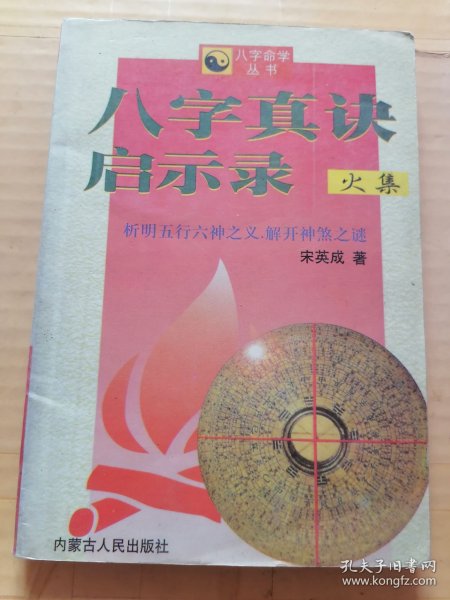 八字命学
丛书
八字真诀
启示录
火集
析明五行六神之义.解开神煞之谜
宋英成 著
内蒙古人民出版社
孔夫子旧书网
www.kongfz.com